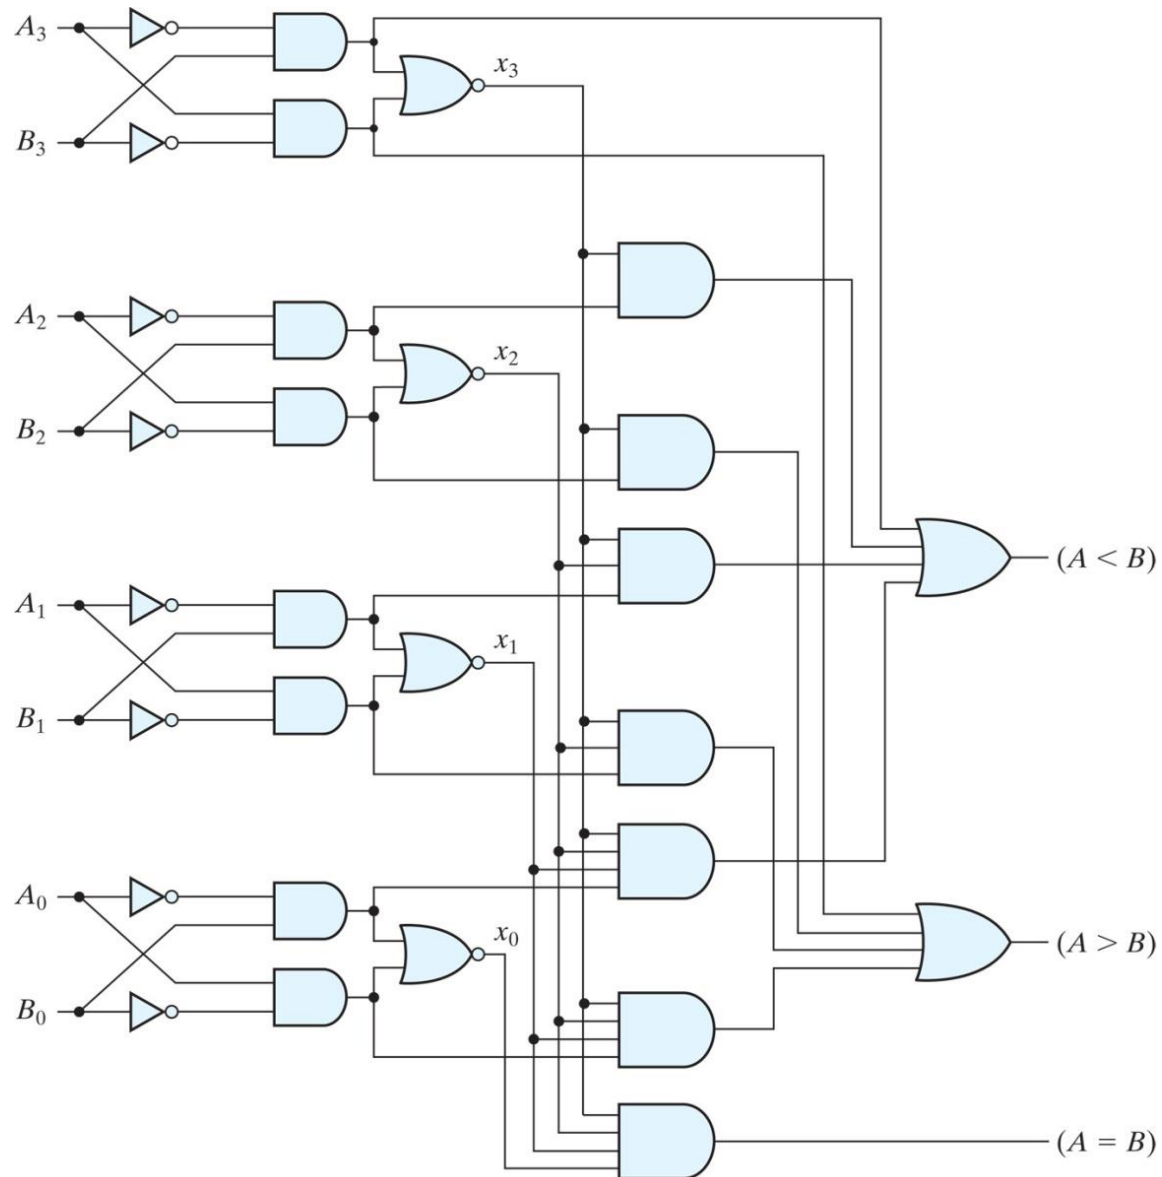 A₃
x₃
B₃
A₂
x₂
B₂
(A < B)
A₁
x₁
B₁
A₀
x₀
(A > B)
B₀
(A = B)